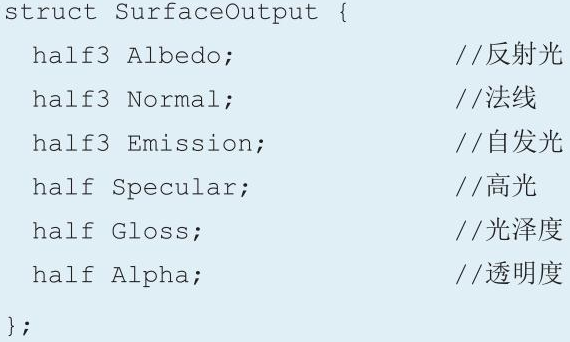 struct SurfaceOutput {
half3 Albedo; //反射光
half3 Normal; //法线
half3 Emission; //自发光
half Specular; //高光
half Gloss; //光泽度
half Alpha; //透明度
};